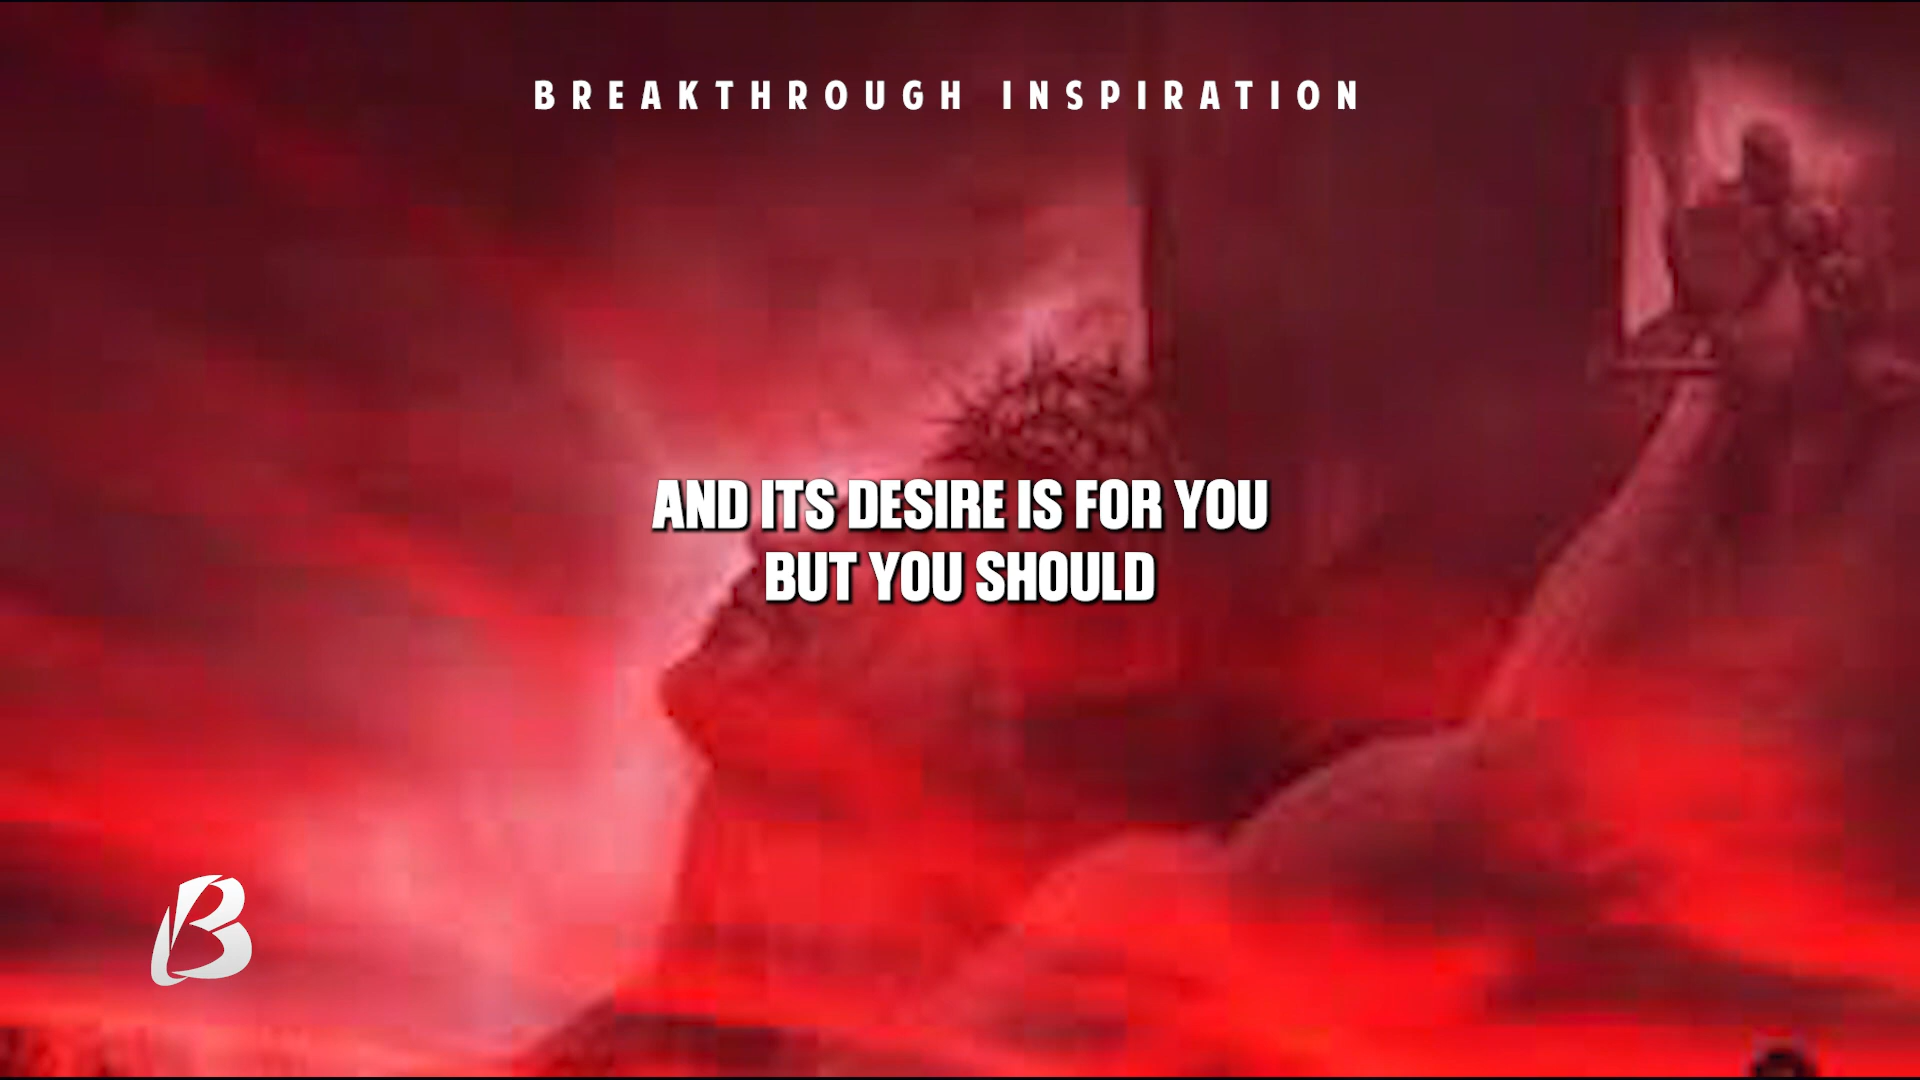 BREAKTHROUGH INSPIRATION
AND ITS DESIRE IS FOR YOU
BUT YOU SHOULD
B